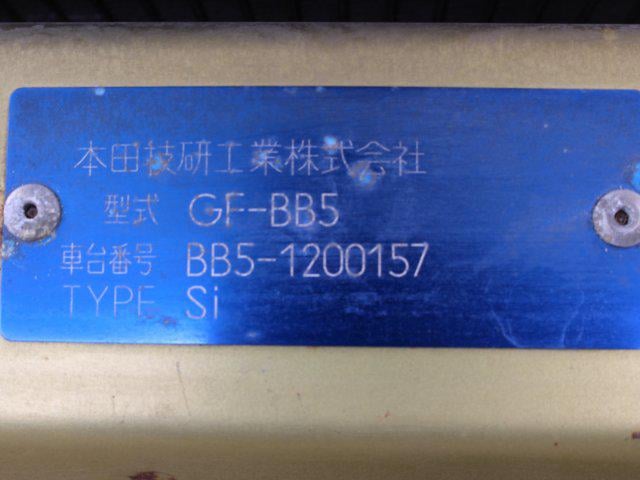 本田技研工業株式会社
型式 GF-BB5
車台番号 BB5-1200157
TYPE Si